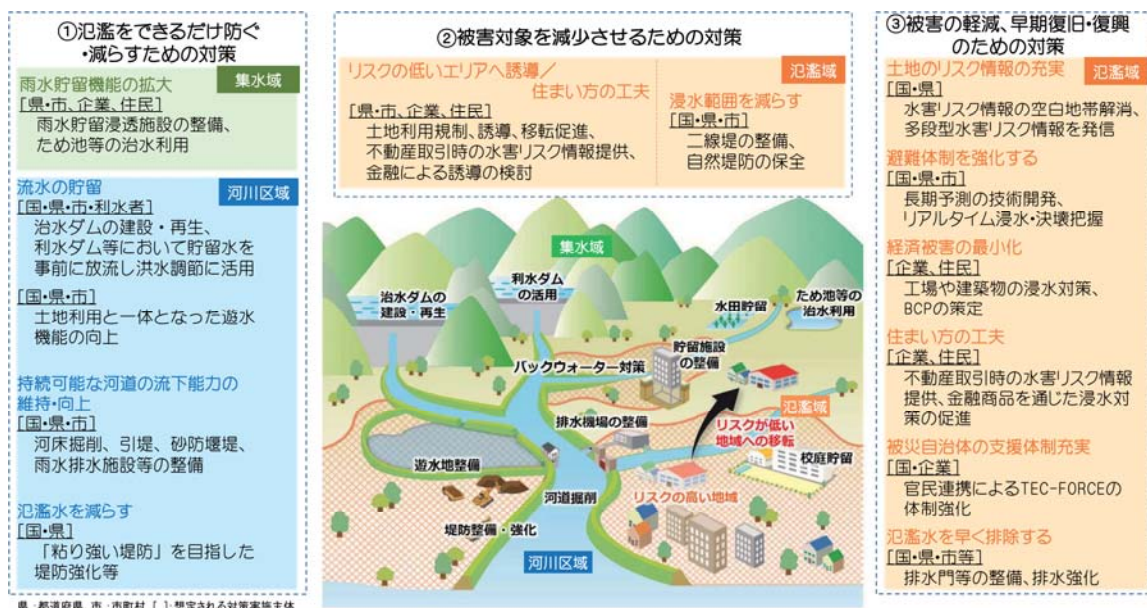 ①氾濫をできるだけ防ぐ
・減らすための対策
集水域
雨水貯留機能の拡大
[県・市、企業、住民]
雨水貯留浸透施設の整備、
ため池等の治水利用
河川区域
流水の貯留
[国・県・市・利水者]
治水ダムの建設・再生、
利水ダム等において貯留水を
事前に放流し洪水調節に活用
[国・県・市]
土地利用と一体となった遊水
機能の向上
持続可能な河道の流下能力の
維持・向上
[国・県・市]
河床掘削、引堤、砂防堰堤、
雨水排水施設等の整備
氾濫水を減らす
[国・県]
「粘り強い堤防」を目指した
堤防強化等
県：都道府県、市：市町村、[ ]：想定される対策実施主体
②被害対象を減少させるための対策
氾濫域
リスクの低いエリアへ誘導／
住まい方の工夫
[県・市、企業、住民]
土地利用規制、誘導、移転促進、
不動産取引時の水害リスク情報提供、
金融による誘導の検討
浸水範囲を減らす
[国・県・市]
二線堤の整備、
自然堤防の保全
集水域
治水ダムの
建設・再生
利水ダム
の活用
水田貯留
ため池等の
治水利用
バックウォーター対策
貯留施設
の整備
排水機場の整備
氾濫域
リスクが低い
地域への移転
遊水地整備
校庭貯留
河道掘削
リスクの高い地域
堤防整備・強化
河川区域
③被害の軽減、早期復旧・復興
のための対策
氾濫域
土地のリスク情報の充実
[国・県]
水害リスク情報の空白地帯解消、
多段型水害リスク情報を発信
避難体制を強化する
[国・県・市]
長期予測の技術開発、
リアルタイム浸水・決壊把握
経済被害の最小化
[企業、住民]
工場や建築物の浸水対策、
BCPの策定
住まい方の工夫
[企業、住民]
不動産取引時の水害リスク情報
提供、金融商品を通じた浸水対
策の促進
被災自治体の支援体制充実
[国・企業]
官民連携によるTEC-FORCEの
体制強化
氾濫水を早く排除する
[国・県・市等]
排水門等の整備、排水強化